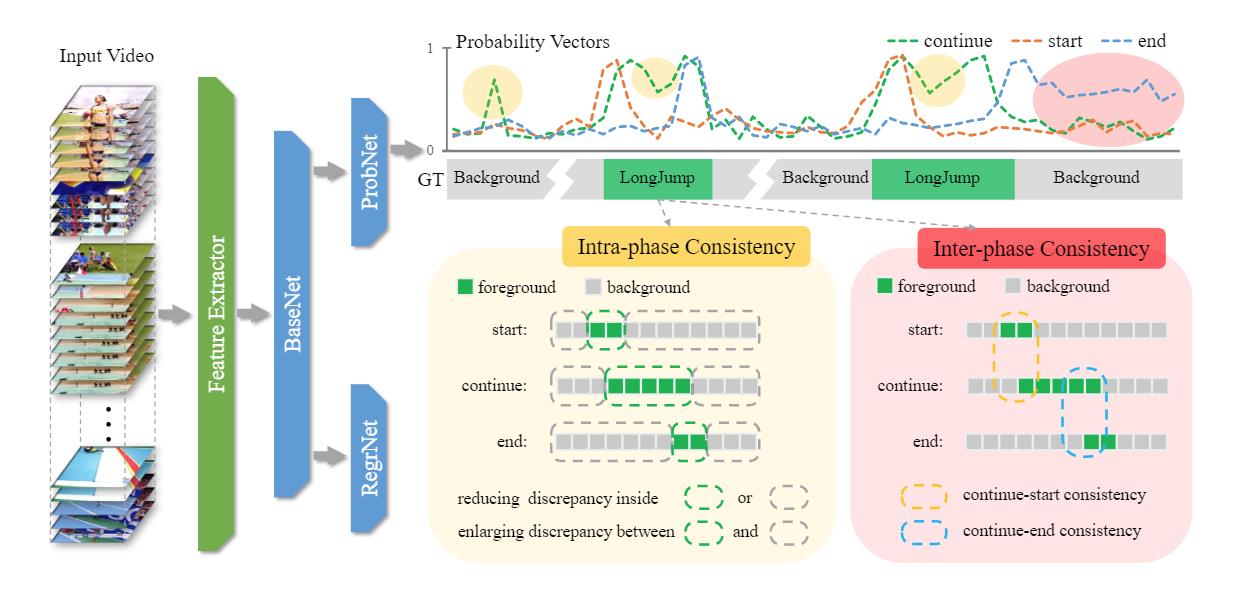 Input Video
Feature Extractor
BaseNet
ProbNet
RegrNet
Probability Vectors
continue
start
end
1
0
GT
Background
LongJump
Background
LongJump
Background
Intra-phase Consistency
foreground
background
start:
continue:
end:
reducing discrepancy inside
or
enlarging discrepancy between
and
Inter-phase Consistency
foreground
background
start:
continue:
end:
continue-start consistency
continue-end consistency